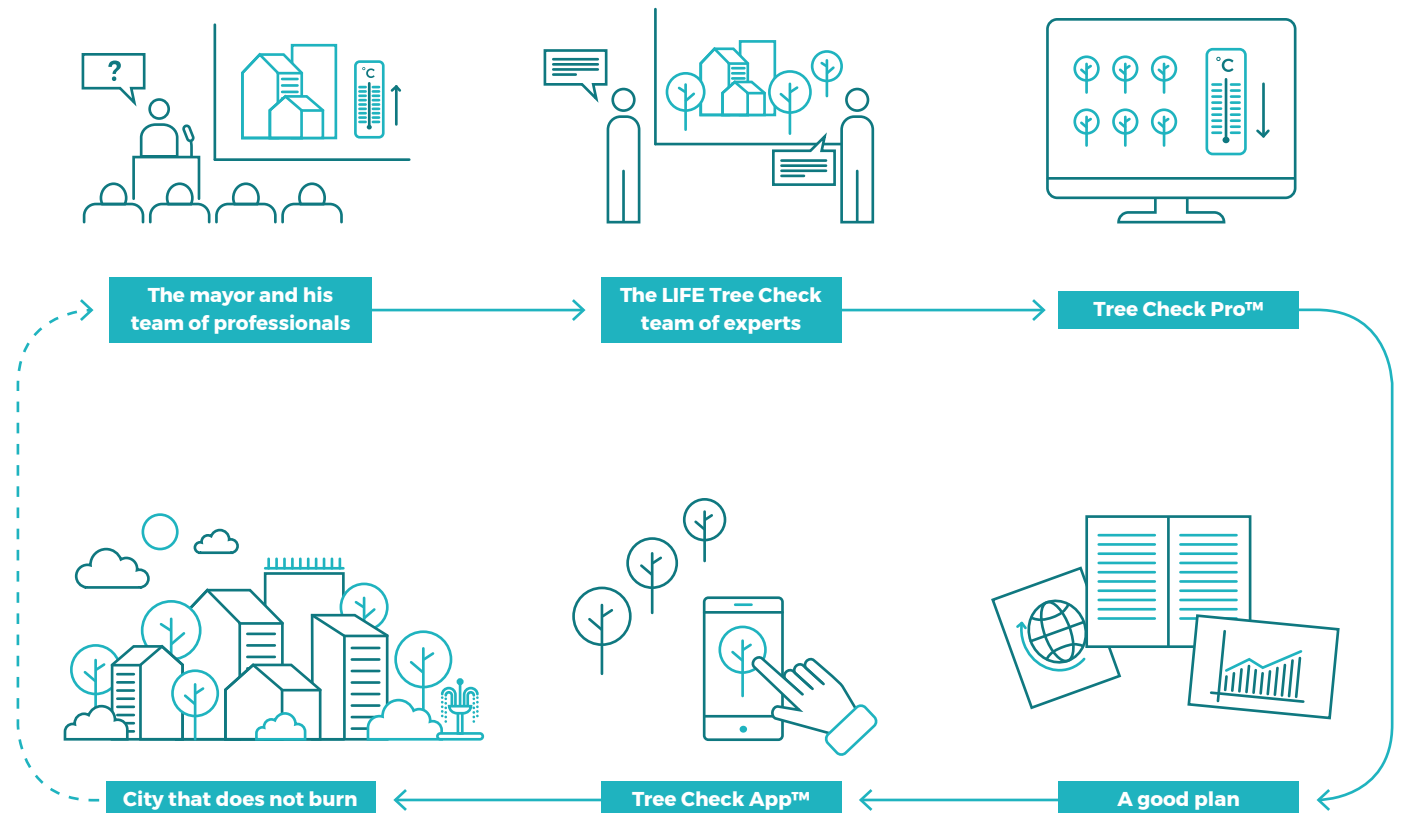 ?
°C
°C
The mayor and his
team of professionals
The LIFE Tree Check
team of experts
Tree Check Pro™
City that does not burn
Tree Check App™
A good plan